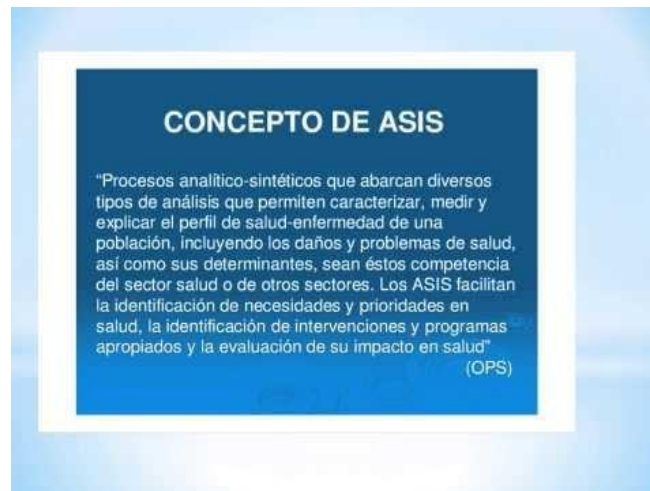 CONCEPTO DE ASIS
"Procesos analítico-sintéticos que abarcan diversos
tipos de análisis que permiten caracterizar, medir y
explicar el perfil de salud-enfermedad de una
población, incluyendo los daños y problemas de salud,
así como sus determinantes, sean éstos competencia
del sector salud o de otros sectores. Los ASIS facilitan
la identificación de necesidades y prioridades en
salud, la identificación de intervenciones y programas
apropiados y la evaluación de su impacto en salud"
(OPS)